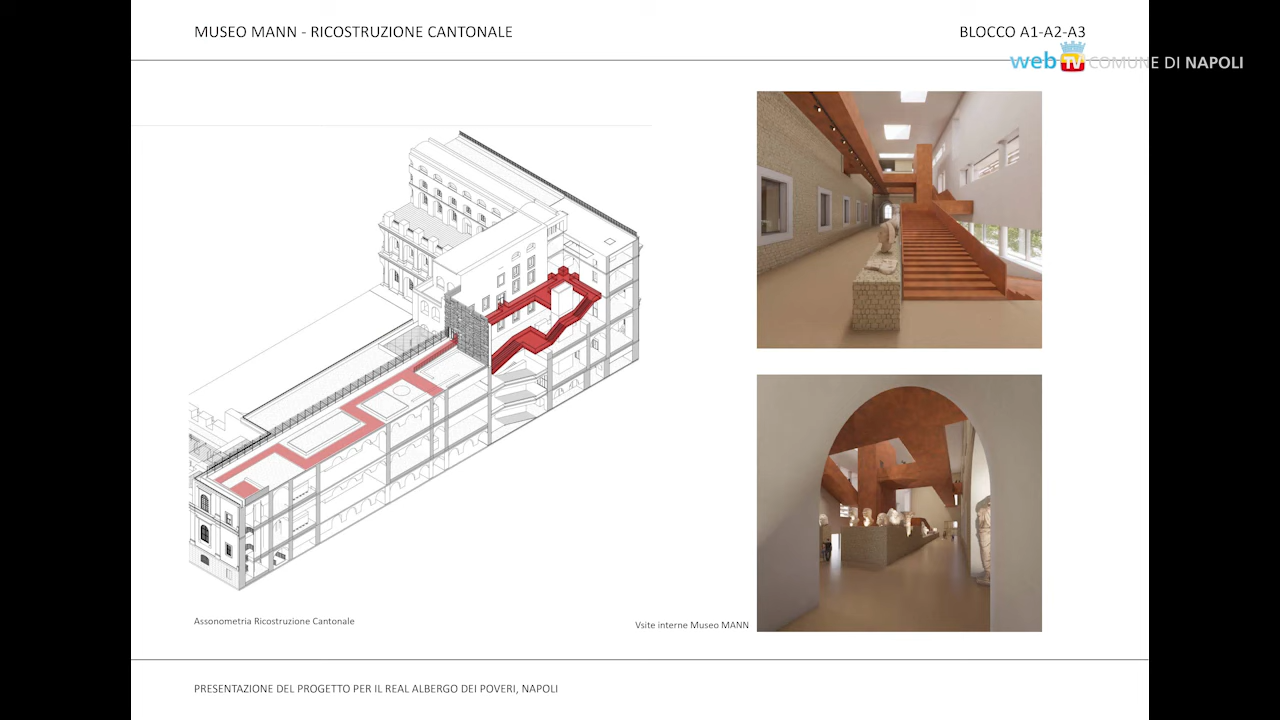 MUSEO MANN - RICOSTRUZIONE CANTONALE
BLOCCO A1-A2-A3
web TV COMUNE DI NAPOLI
Assonometria Ricostruzione Cantonale
Vsite interne Museo MANN
PRESENTAZIONE DEL PROGETTO PER IL REAL ALBERGO DEI POVERI, NAPOLI